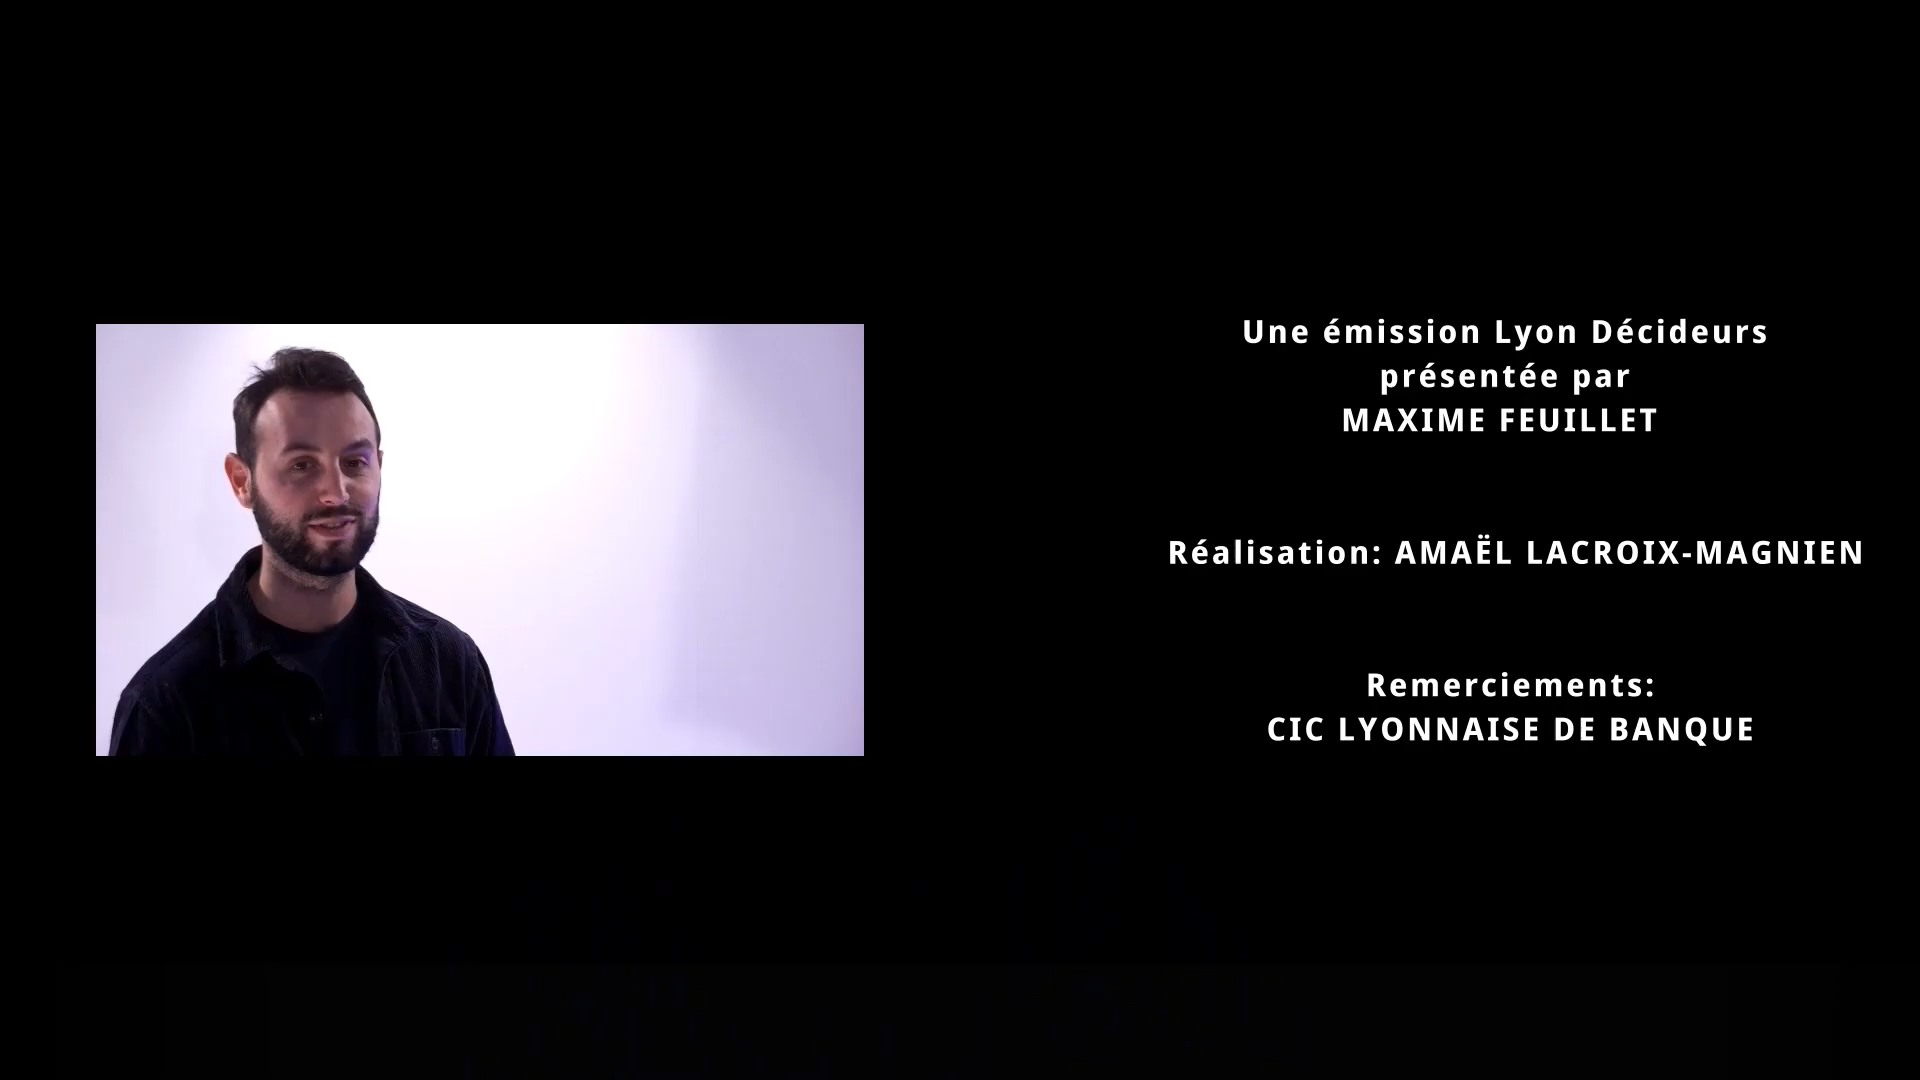 Une émission Lyon Décideurs
présentée par
MAXIME FEUILLET
Réalisation: AMAËL LACROIX-MAGNIEN
Remerciements:
CIC LYONNAISE DE BANQUE